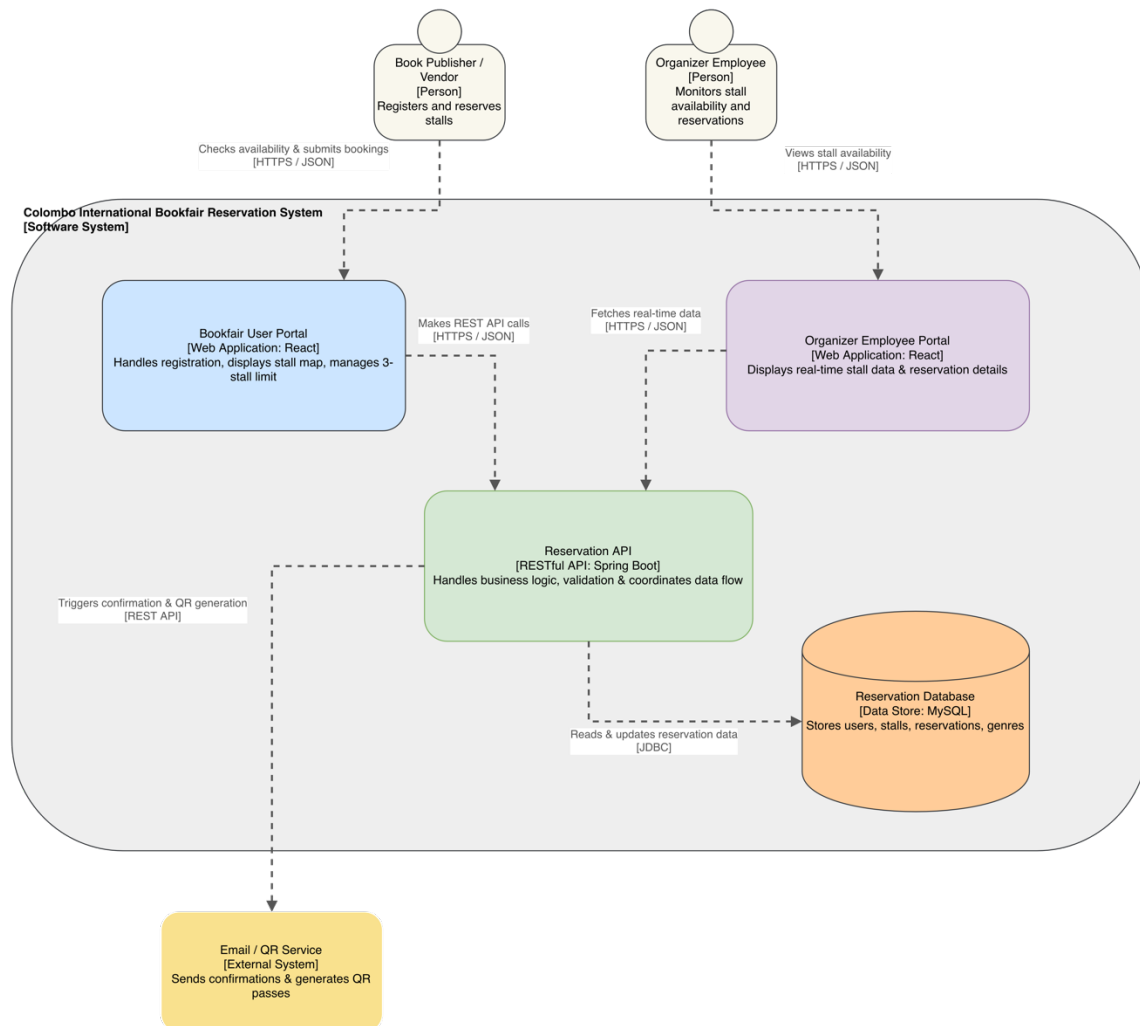 Book Publisher /
Vendor
[Person]
Registers and reserves
stalls
Organizer Employee
[Person]
Monitors stall
availability and
reservations
Checks availability & submits bookings
[HTTPS / JSON]
Views stall availability
[HTTPS / JSON]
Colombo International Bookfair Reservation System
[Software System]
Bookfair User Portal
[Web Application: React]
Handles registration, displays stall map, manages 3-
stall limit
Makes REST API calls
[HTTPS / JSON]
Fetches real-time data
[HTTPS / JSON]
Organizer Employee Portal
[Web Application: React]
Displays real-time stall data & reservation details
Reservation API
[RESTful API: Spring Boot]
Handles business logic, validation & coordinates data flow
Triggers confirmation & QR generation
[REST API]
Reads & updates reservation data
[JDBC]
Reservation Database
[Data Store: MySQL]
Stores users, stalls, reservations, genres
Email / QR Service
[External System]
Sends confirmations & generates QR
passes